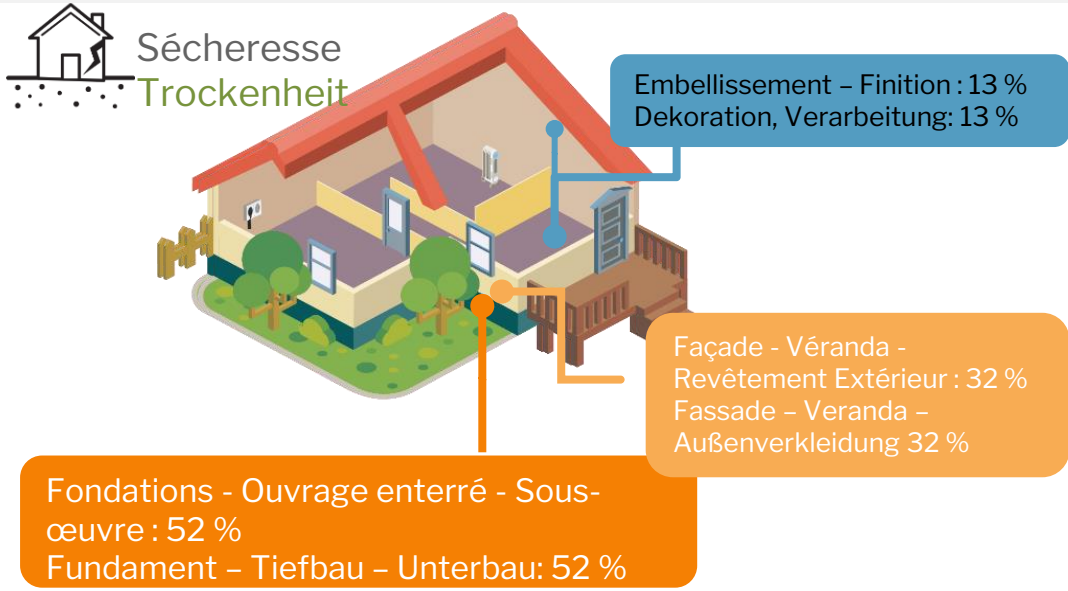 Sécheresse
Trockenheit
Embellissement – Finition : 13 %
Dekoration, Verarbeitung: 13 %
Façade - Véranda -
Revêtement Extérieur : 32 %
Fassade – Veranda –
Außenverkleidung 32 %
Fondations - Ouvrage enterré - Sous-
œuvre : 52 %
Fundament – Tiefbau – Unterbau: 52 %